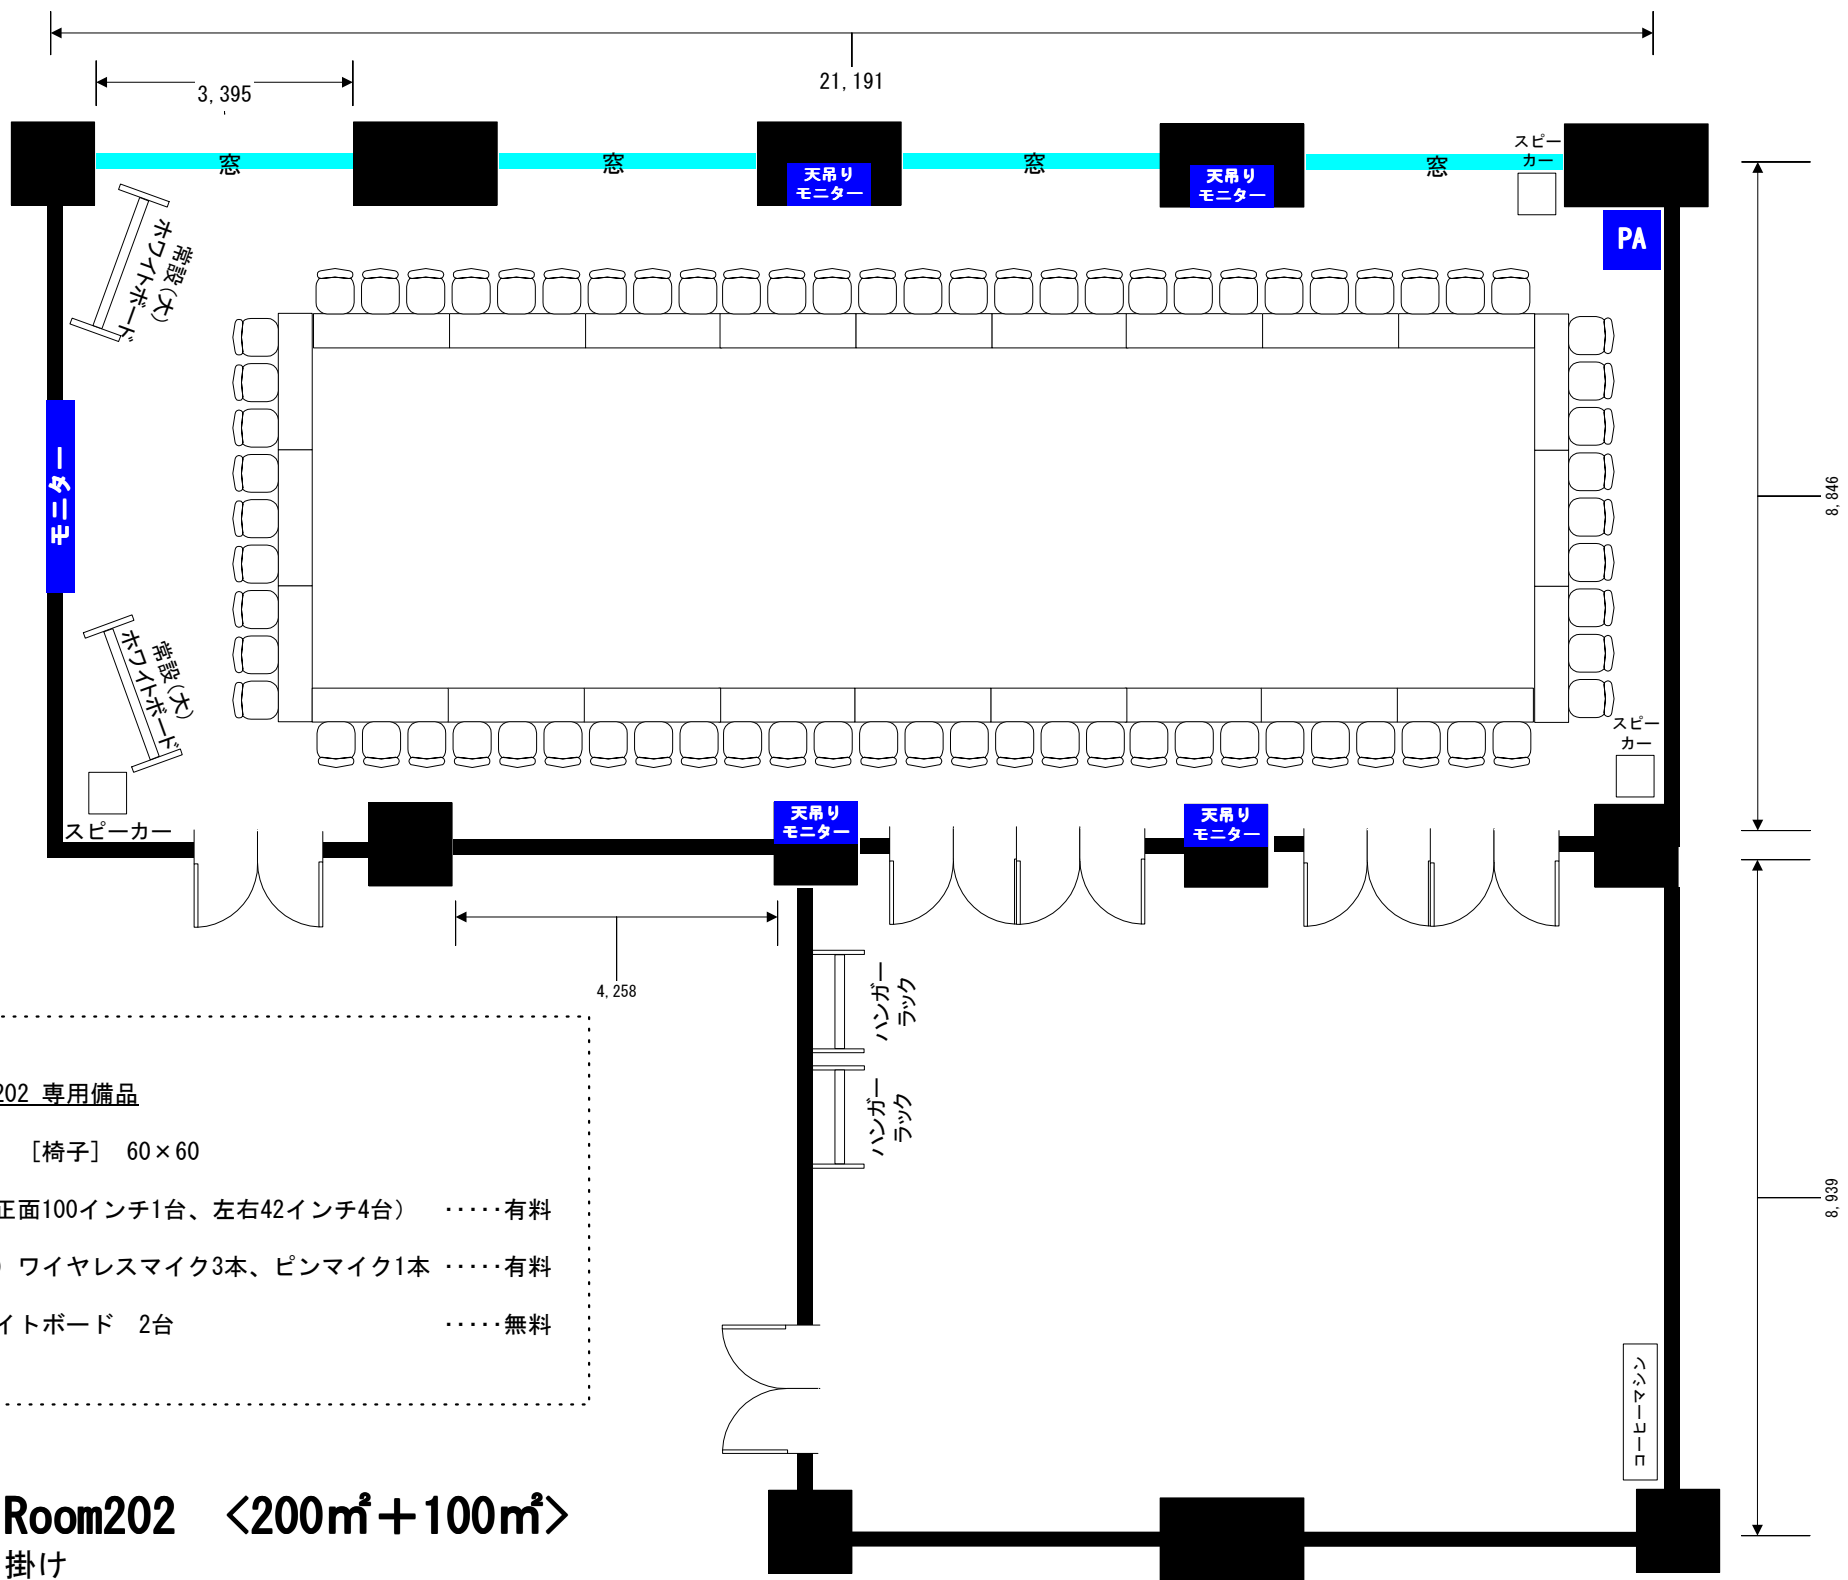 21,191
3,395
窓
窓
窓
窓
スピー
カー
天吊り
モニター
天吊り
モニター
PA
常設(大)
ホワイトボード
モニター
8,846
常設(大)
ホワイトボード
スピーカー
スピー
カー
天吊り
モニター
天吊り
モニター
4,258
ハンガー
ラック
ハンガー
ラック
8,939
コーヒーマシン
202 専用備品
［椅子］ 60×60
正面100インチ1台、左右42インチ4台） ・・・・・有料
）ワイヤレスマイク3本、ピンマイク1本 ・・・・・有料
イトボード 2台 ・・・・・無料
Room202 <200㎡＋100㎡>
掛け